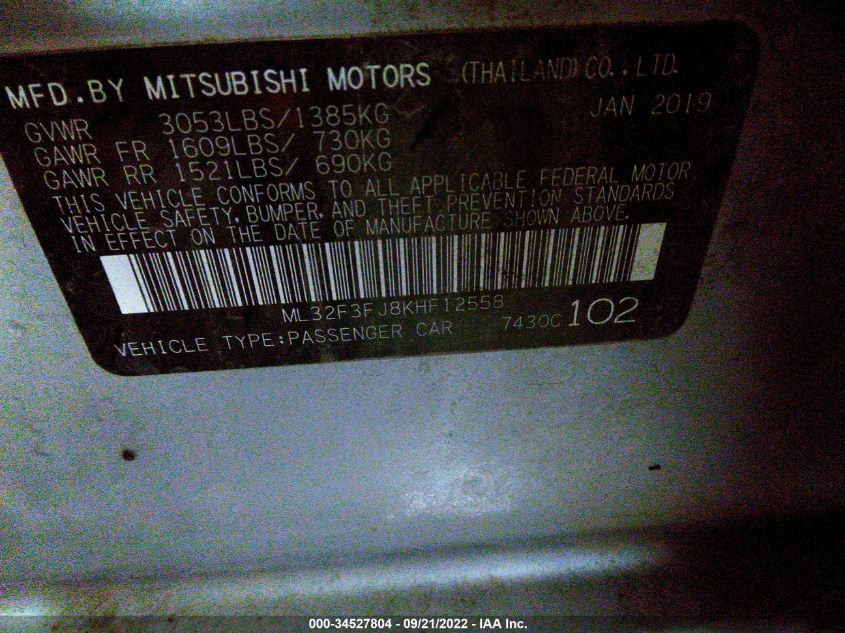 MFD.BY MITSUBISHI MOTORS (THAILAND) CO.,LTD.
JAN 2019
GVWR 3053LBS/1385KG
GAWR FR 1609LBS/ 730KG
GAWR RR 1521LBS/ 690KG
THIS VEHICLE CONFORMS TO ALL APPLICABLE FEDERAL MOTOR
VEHICLE SAFETY, BUMPER, AND THEFT PREVENTION STANDARDS
IN EFFECT ON THE DATE OF MANUFACTURE SHOWN ABOVE.
ML32F3FJ8KHF12558
VEHICLE TYPE:PASSENGER CAR 7430C 102
000-34527804 - 09/21/2022 - IAA Inc.